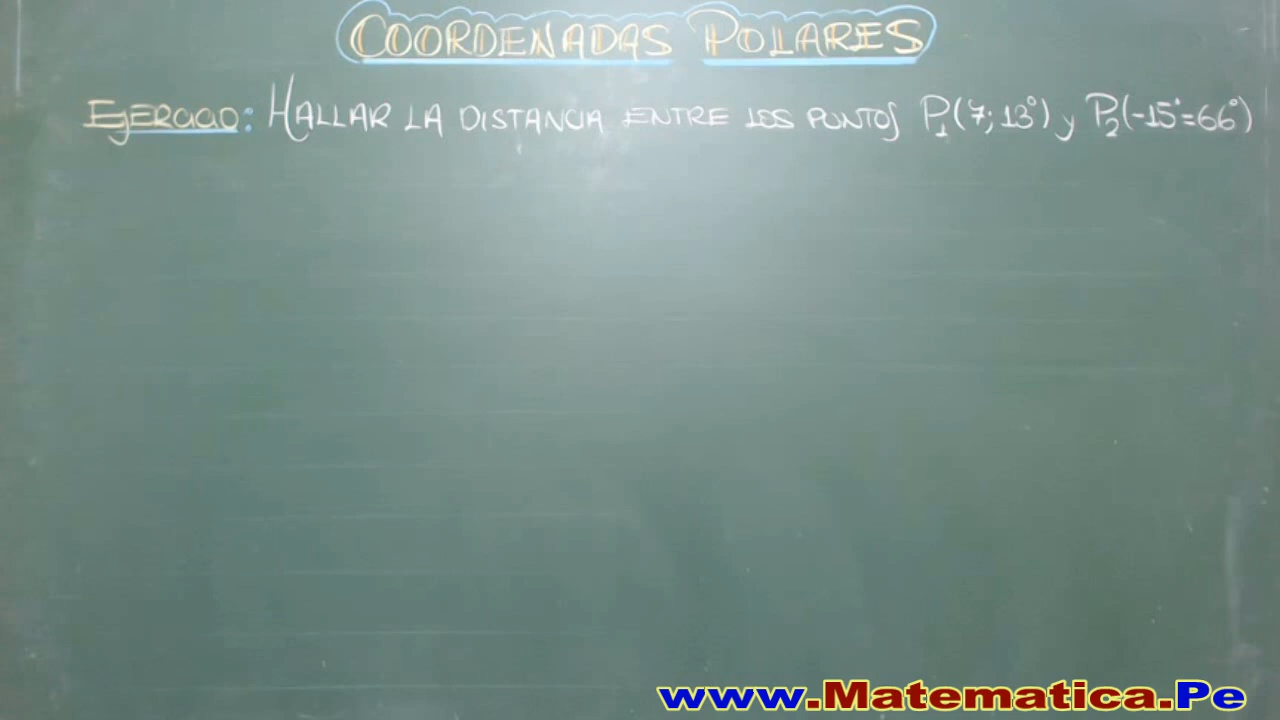 COORDENADAS POLARES
EJERCICIO: HALLAR LA DISTANCIA ENTRE LOS PUNTOS P₁(7; 13°) y P₂(-15°=66°)
www.Matematica.Pe